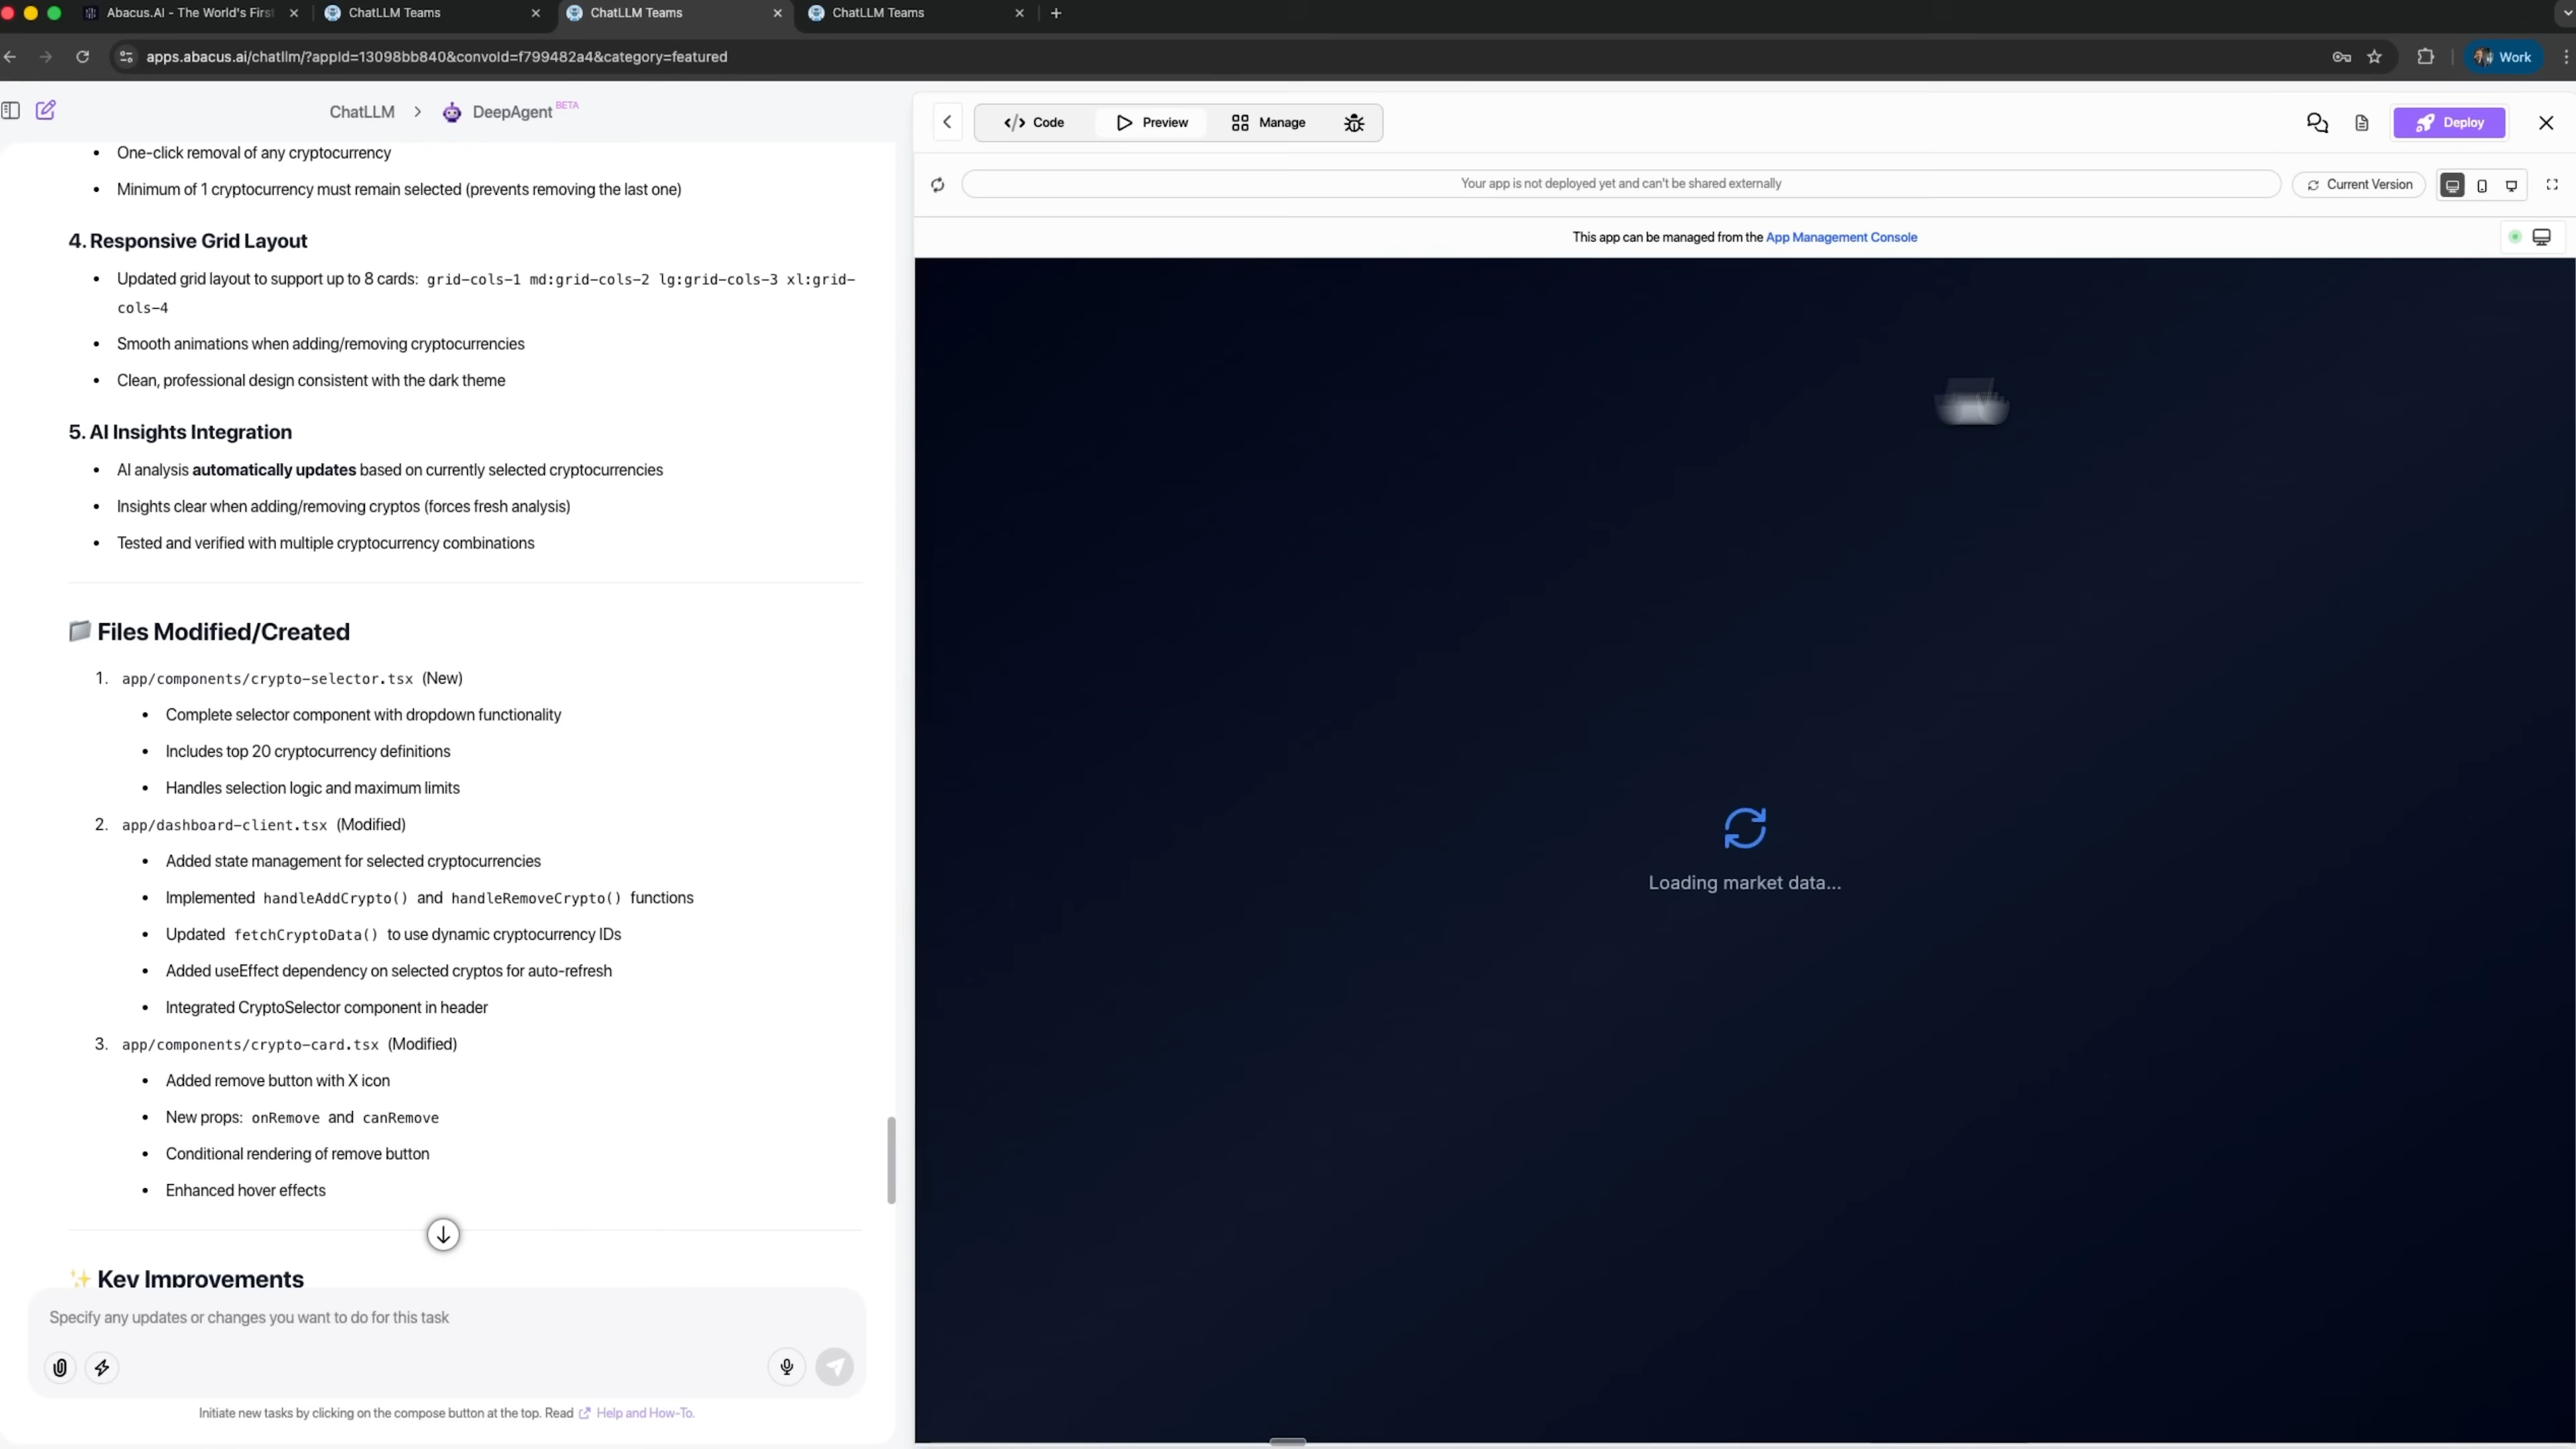 Abacus.AI - The World's First
ChatLLM Teams
ChatLLM Teams
ChatLLM Teams
apps.abacus.ai/chatllm/?appId=13098bb840&convoId=f799482a4&category=featured
Work
ChatLLM > DeepAgent BETA
One-click removal of any cryptocurrency
Minimum of 1 cryptocurrency must remain selected (prevents removing the last one)
4. Responsive Grid Layout
Updated grid layout to support up to 8 cards: grid-cols-1 md:grid-cols-2 lg:grid-cols-3 xl:grid-
cols-4
Smooth animations when adding/removing cryptocurrencies
Clean, professional design consistent with the dark theme
5. AI Insights Integration
AI analysis automatically updates based on currently selected cryptocurrencies
Insights clear when adding/removing cryptos (forces fresh analysis)
Tested and verified with multiple cryptocurrency combinations
Files Modified/Created
1. app/components/crypto-selector.tsx (New)
Complete selector component with dropdown functionality
Includes top 20 cryptocurrency definitions
Handles selection logic and maximum limits
2. app/dashboard-client.tsx (Modified)
Added state management for selected cryptocurrencies
Implemented handleAddCrypto() and handleRemoveCrypto() functions
Updated fetchCryptoData() to use dynamic cryptocurrency IDs
Added useEffect dependency on selected cryptos for auto-refresh
Integrated CryptoSelector component in header
3. app/components/crypto-card.tsx (Modified)
Added remove button with X icon
New props: onRemove and canRemove
Conditional rendering of remove button
Enhanced hover effects
✨ Key Improvements
Specify any updates or changes you want to do for this task
Initiate new tasks by clicking on the compose button at the top. Read Help and How-To.
Code
Preview
Manage
Deploy
Your app is not deployed yet and can't be shared externally
Current Version
This app can be managed from the App Management Console
Loading market data...